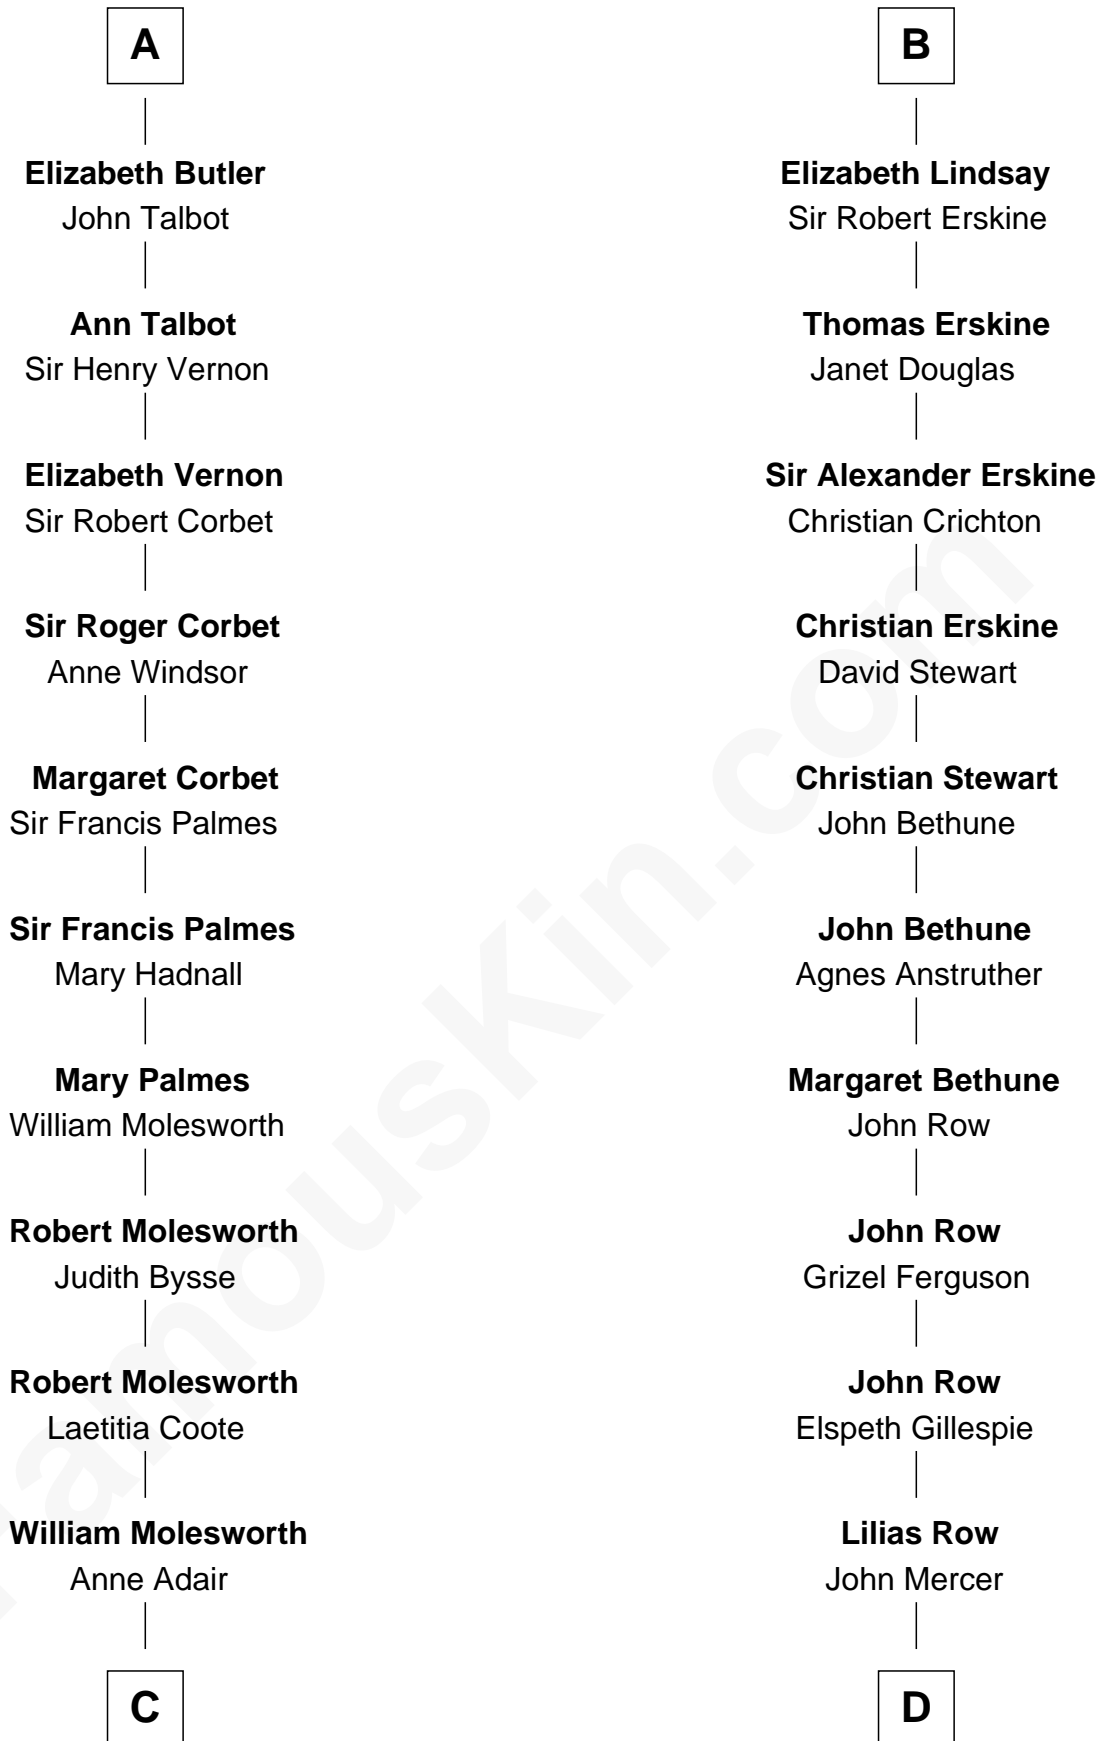 A
Elizabeth Butler
John Talbot
Ann Talbot
Sir Henry Vernon
Elizabeth Vernon
Sir Robert Corbet
Sir Roger Corbet
Anne Windsor
Margaret Corbet
Sir Francis Palmes
Sir Francis Palmes
Mary Hadnall
Mary Palmes
William Molesworth
Robert Molesworth
Judith Bysse
Robert Molesworth
Laetitia Coote
William Molesworth
Anne Adair
C
B
Elizabeth Lindsay
Sir Robert Erskine
Thomas Erskine
Janet Douglas
Sir Alexander Erskine
Christian Crichton
Christian Erskine
David Stewart
Christian Stewart
John Bethune
John Bethune
Agnes Anstruther
Margaret Bethune
John Row
John Row
Grizel Ferguson
John Row
Elspeth Gillespie
Lilias Row
John Mercer
D
FamousKin.com